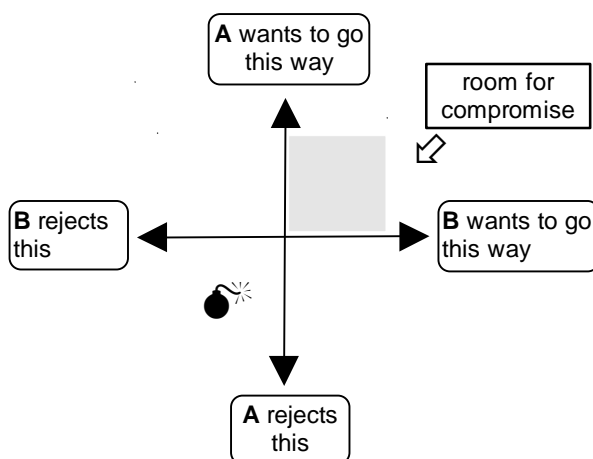 A wants to go
this way
room for
compromise
B rejects
this
B wants to go
this way
A rejects
this